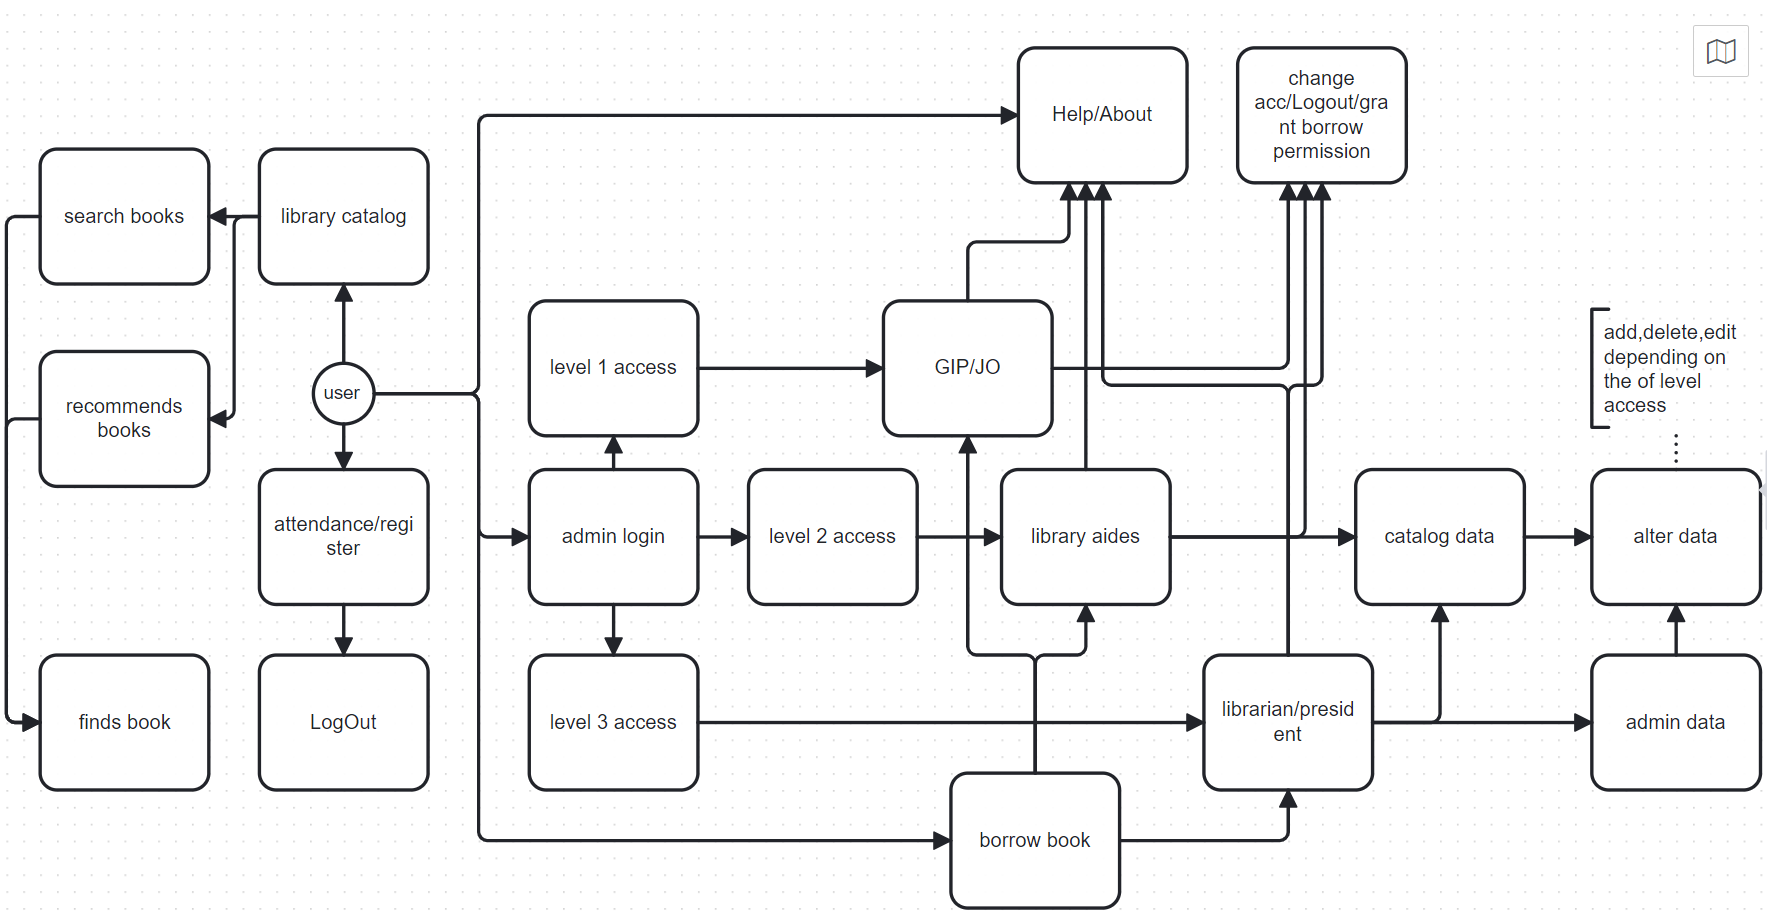 Help/About
change
acc/Logout/gra
nt borrow
permission
search books
library catalog
add,delete,edit
depending on
the of level
access
level 1 access
GIP/JO
recommends
books
user
attendance/regi
ster
admin login
level 2 access
library aides
catalog data
alter data
finds book
LogOut
level 3 access
librarian/presid
ent
admin data
borrow book